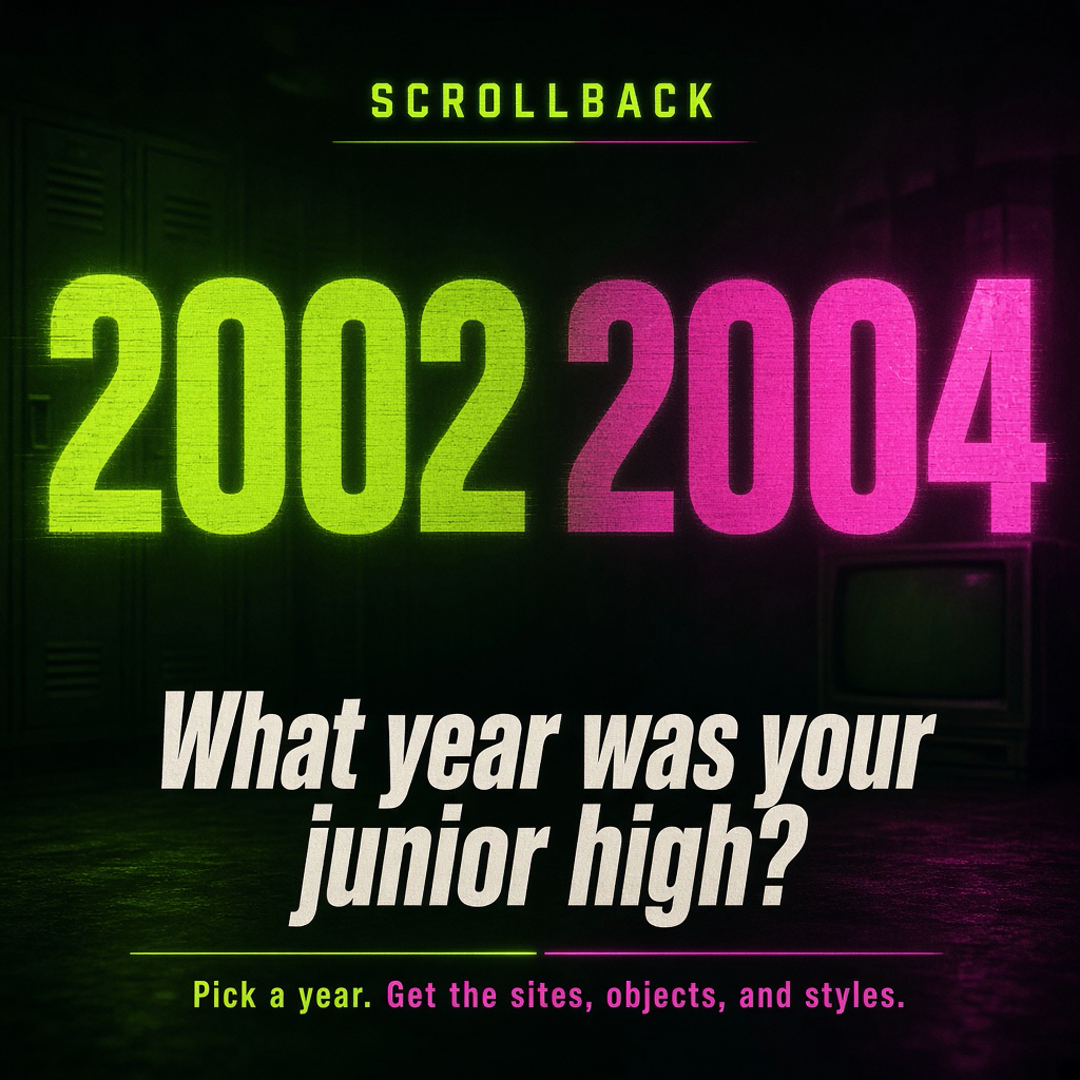 SCROLLBACK
2002 2004
What year was your
junior high?
Pick a year. Get the sites, objects, and styles.